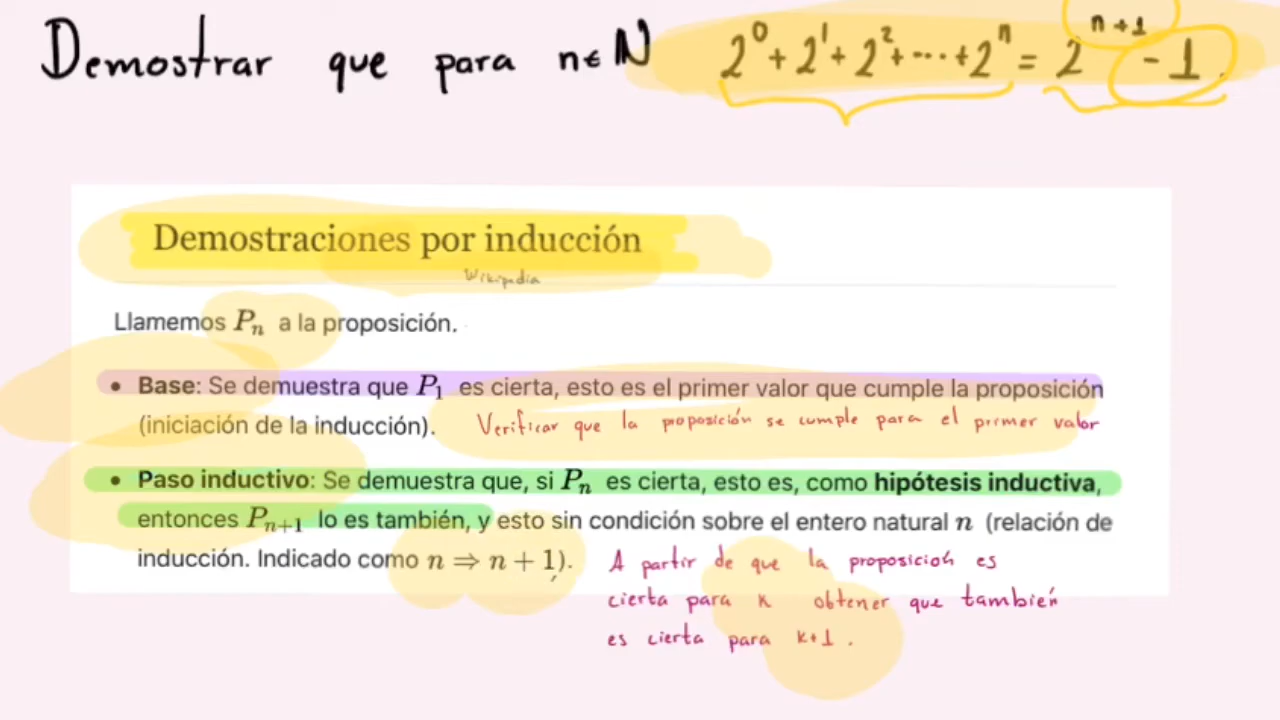 Demostrar que para n∈ℕ 2⁰+2¹+2²+⋯+2ⁿ = 2ⁿ⁺¹ - 1.
Demostraciones por inducción
Wikipedia
Llamemos Pₙ a la proposición.
• Base: Se demuestra que P₁ es cierta, esto es el primer valor que cumple la proposición
(iniciación de la inducción). Verificar que la proposición se cumple para el primer valor
• Paso inductivo: Se demuestra que, si Pₙ es cierta, esto es, como hipótesis inductiva,
entonces Pₙ₊₁ lo es también, y esto sin condición sobre el entero natural n (relación de
inducción. Indicado como n ⇒ n + 1).
A partir de que la proposición es
cierta para k obtener que también
es cierta para k+1.